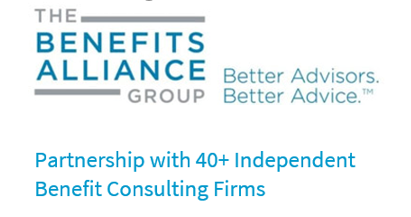 THE
BENEFITS
ALLIANCE
GROUP
Better Advisors.
Better Advice.™
Partnership with 40+ Independent
Benefit Consulting Firms